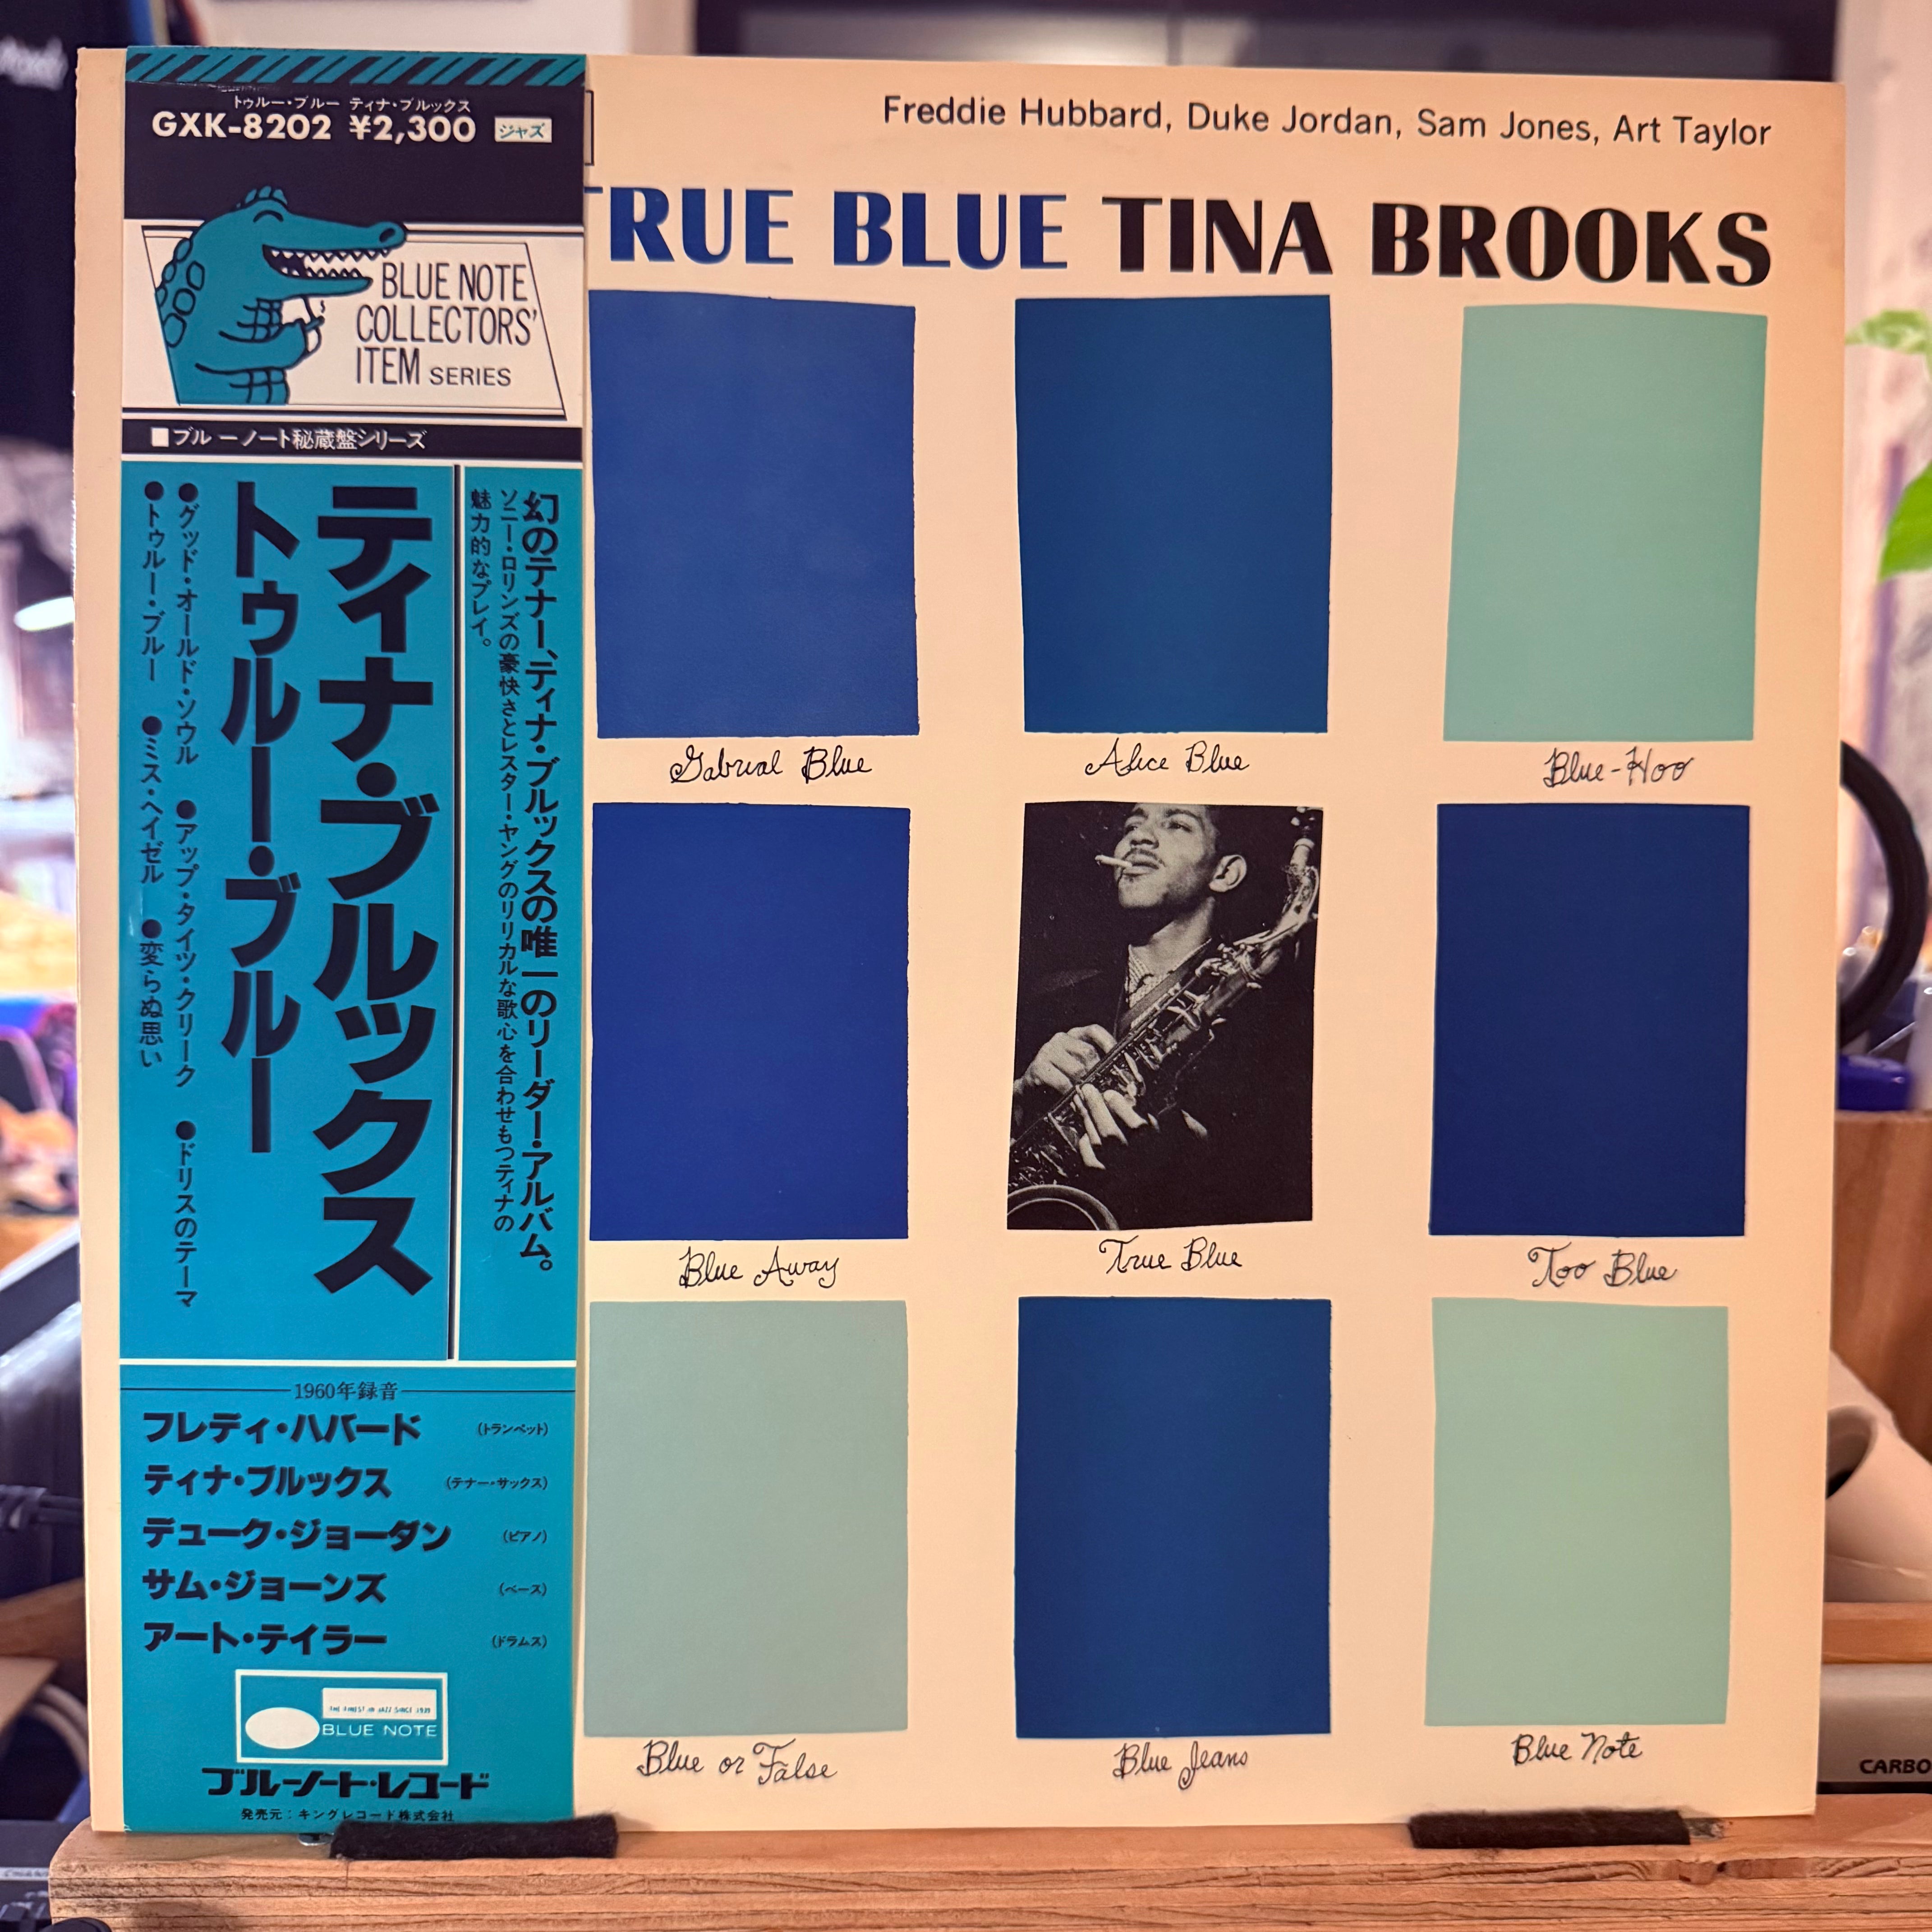 トゥルー・ブルー ティナ・ブルックス
GXK-8202 ¥2,300 ジャズ
BLUE NOTE
COLLECTORS'
ITEM SERIES
■ブルーノート秘蔵盤シリーズ
幻のテナー、ティナ・ブルックスの唯一のリーダー・アルバム。
ソニー・ロリンズの豪快さとレスター・ヤングのリリカルな歌心を合わせもつティナの
魅力的なプレイ。
ティナ・ブルックス
トゥルー・ブルー
●グッド・オールド・ソウル ●アップ・タイツ・クリーク ●ドリスのテーマ
●トゥルー・ブルー ●ミス・ヘイゼル ●変らぬ思い
1960年録音
フレディ・ハバード (トランペット)
ティナ・ブルックス (テナー・サックス)
デューク・ジョーダン (ピアノ)
サム・ジョーンズ (ベース)
アート・テイラー (ドラムス)
THE FINEST IN JAZZ SINCE 1939
BLUE NOTE
ブルーノート・レコード
発売元：キングレコード株式会社
Freddie Hubbard, Duke Jordan, Sam Jones, Art Taylor
TRUE BLUE TINA BROOKS
Gabriel Blue
Alice Blue
Blue-Hoo
Blue Away
True Blue
Too Blue
Blue or False
Blue Jeans
Blue Note
CARBO